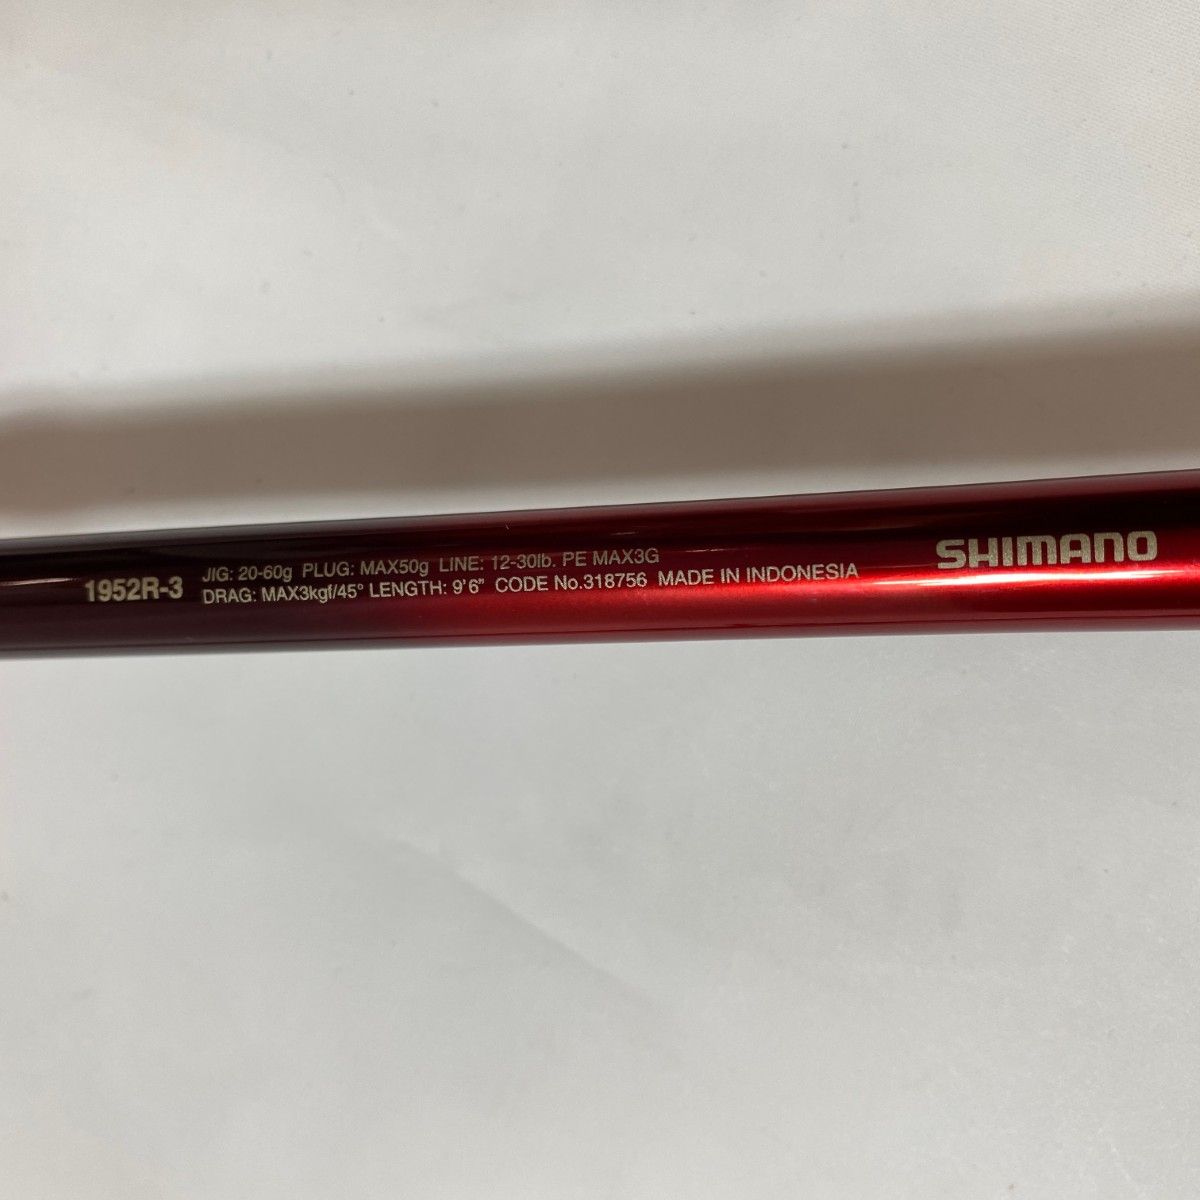 1952R-3
JIG: 20-60g PLUG: MAX50g LINE: 12-30lb. PE MAX3G
DRAG: MAX3kgf/45° LENGTH: 9'6" CODE No.318756 MADE IN INDONESIA
SHIMANO